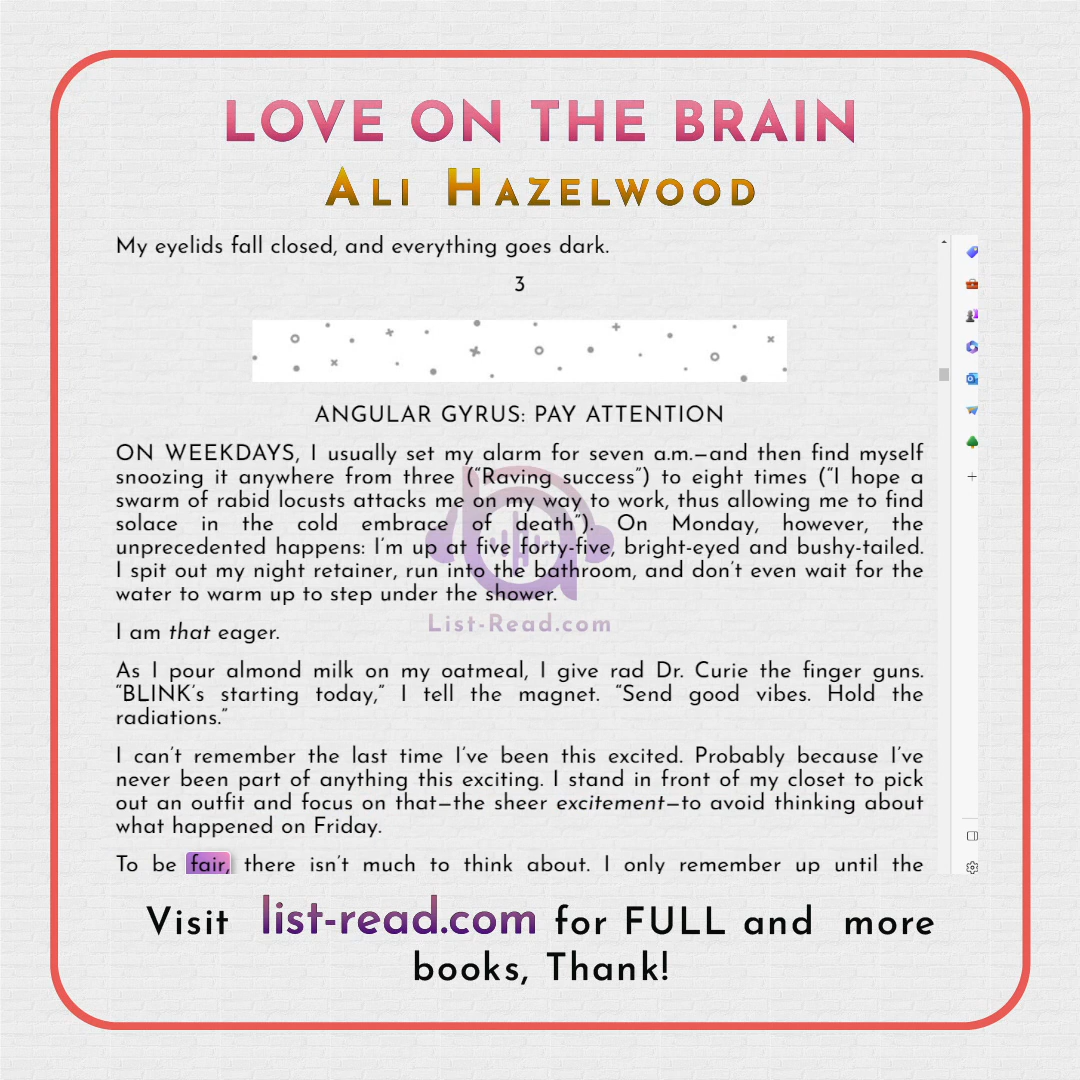 LOVE ON THE BRAIN
ALI HAZELWOOD
My eyelids fall closed, and everything goes dark.
3
ANGULAR GYRUS: PAY ATTENTION
ON WEEKDAYS, I usually set my alarm for seven a.m.—and then find myself
snoozing it anywhere from three (“Raving success”) to eight times (“I hope a
swarm of rabid locusts attacks me on my way to work, thus allowing me to find
solace in the cold embrace of death”). On Monday, however, the
unprecedented happens: I’m up at five forty-five, bright-eyed and bushy-tailed.
I spit out my night retainer, run into the bathroom, and don’t even wait for the
water to warm up to step under the shower.
List-Read.com
I am that eager.
As I pour almond milk on my oatmeal, I give rad Dr. Curie the finger guns.
“BLINK’s starting today,” I tell the magnet. “Send good vibes. Hold the
radiations.”
I can’t remember the last time I’ve been this excited. Probably because I’ve
never been part of anything this exciting. I stand in front of my closet to pick
out an outfit and focus on that—the sheer excitement—to avoid thinking about
what happened on Friday.
To be fair, there isn’t much to think about. I only remember up until the
Visit list-read.com for FULL and more
books, Thank!